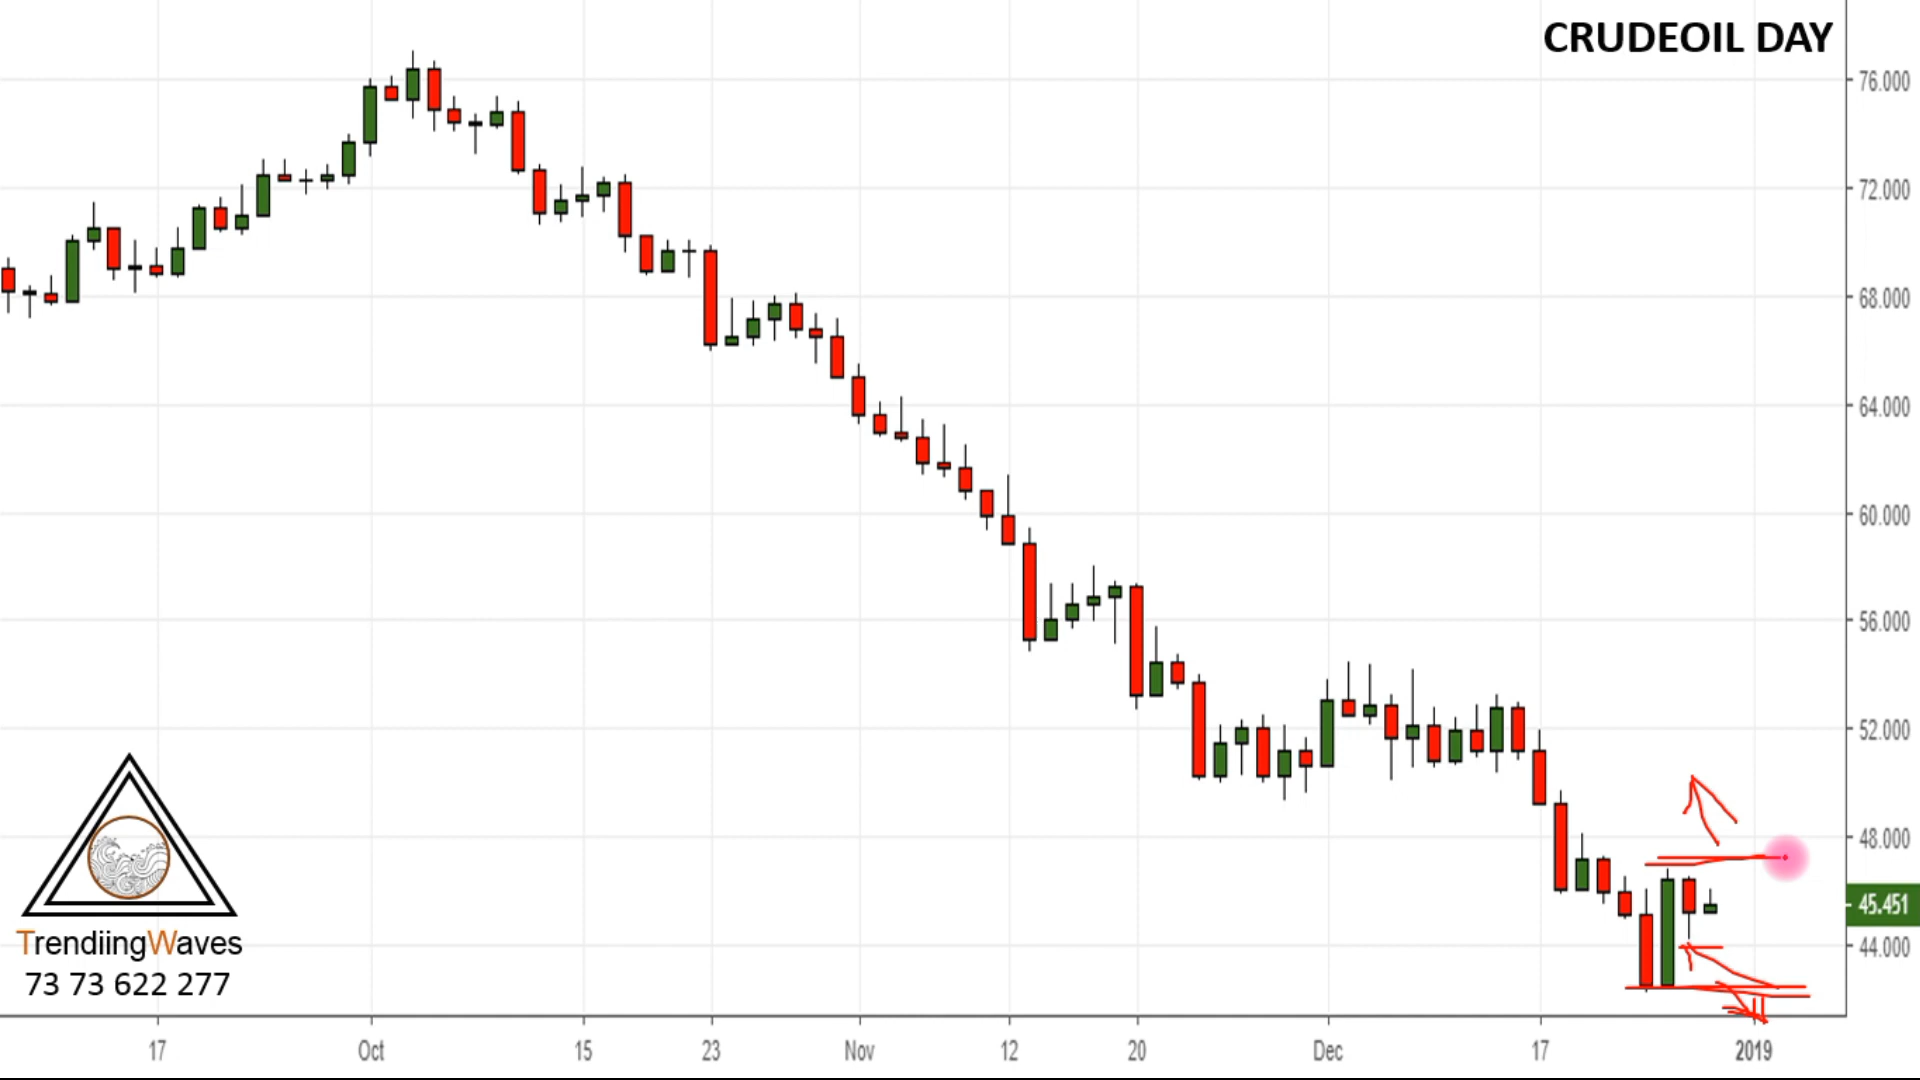 CRUDEOIL DAY
76.000
72.000
68.000
64.000
60.000
56.000
52.000
48.000
45.451
44.000
TrendiingWaves
73 73 622 277
17 Oct 15 23 Nov 12 20 Dec 17 2019